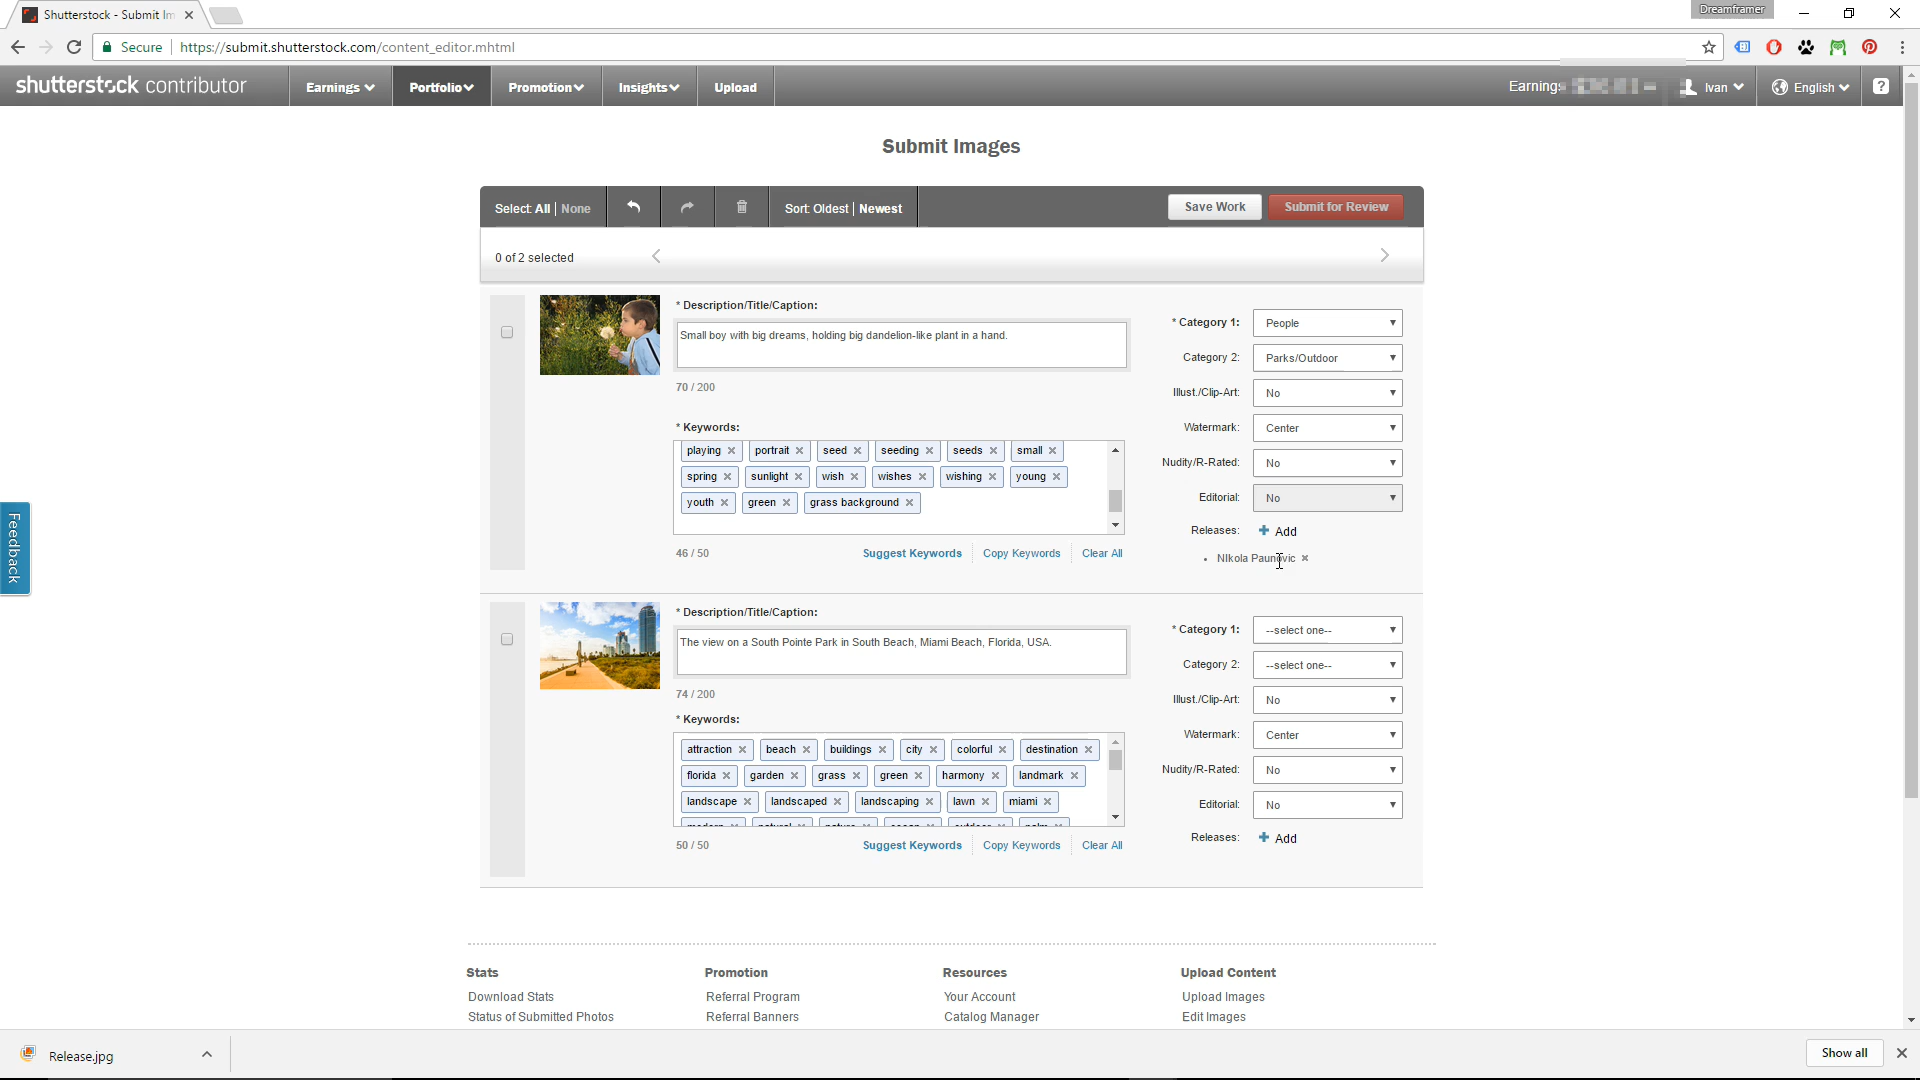 Shutterstock - Submit Im
Dreamframer
Secure
https://submit.shutterstock.com/content_editor.mhtml
shutterstock contributor
Earnings
Portfolio
Promotion
Insights
Upload
Earnings
Ivan
English
?
Submit Images
Select: All | None
Sort: Oldest | Newest
Save Work
Submit for Review
0 of 2 selected
* Description/Title/Caption:
Small boy with big dreams, holding big dandelion-like plant in a hand.
70 / 200
* Keywords:
playing
portrait
seed
seeding
seeds
small
spring
sunlight
wish
wishes
wishing
young
youth
green
grass background
46 / 50
Suggest Keywords
Copy Keywords
Clear All
* Category 1: People
Category 2: Parks/Outdoor
Illust./Clip-Art: No
Watermark: Center
Nudity/R-Rated: No
Editorial: No
Releases: + Add
• NIkola Paunovic
* Description/Title/Caption:
The view on a South Pointe Park in South Beach, Miami Beach, Florida, USA.
74 / 200
* Keywords:
attraction
beach
buildings
city
colorful
destination
florida
garden
grass
green
harmony
landmark
landscape
landscaped
landscaping
lawn
miami
modern
natural
nature
ocean
outdoor
palm
50 / 50
Suggest Keywords
Copy Keywords
Clear All
* Category 1: --select one--
Category 2: --select one--
Illust./Clip-Art: No
Watermark: Center
Nudity/R-Rated: No
Editorial: No
Releases: + Add
Feedback
Stats
Download Stats
Status of Submitted Photos
Promotion
Referral Program
Referral Banners
Resources
Your Account
Catalog Manager
Upload Content
Upload Images
Edit Images
Release.jpg
Show all